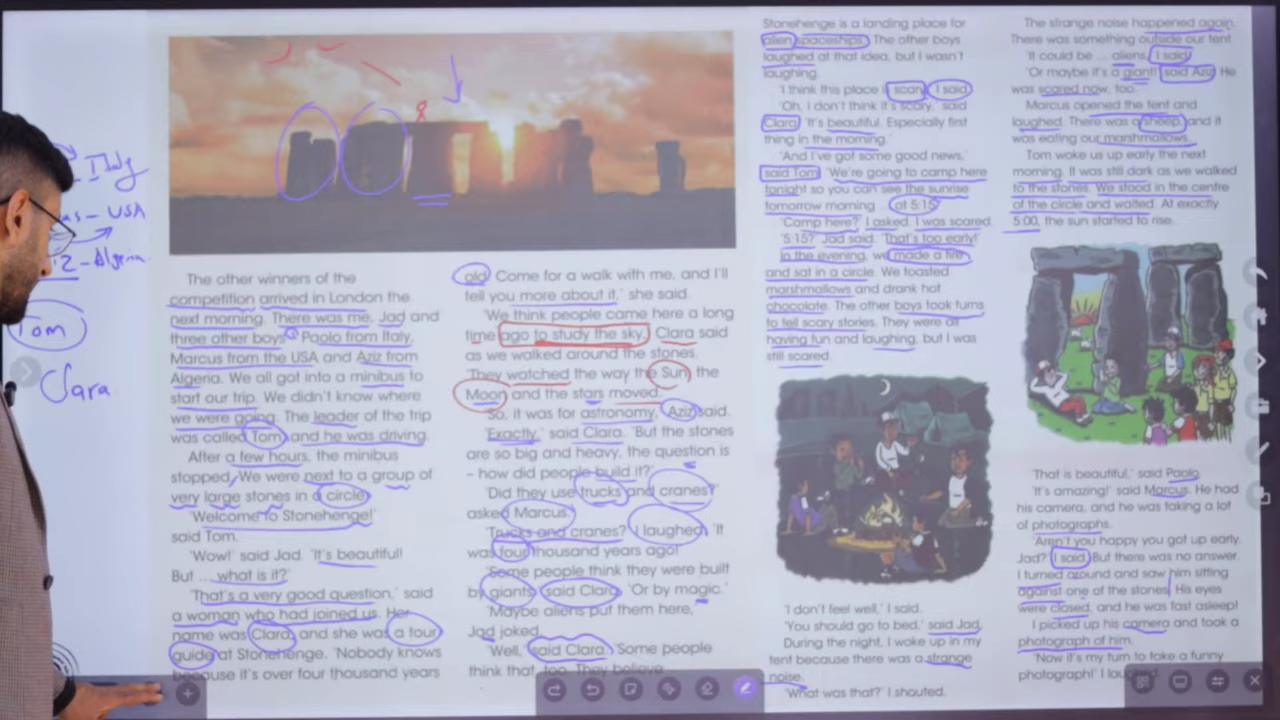 Italy
as - USA
z - Algeria
Tom
Clara
The other winners of the
competition arrived in London the
next morning. There was me, Jad and
three other boys. Paolo from Italy,
Marcus from the USA and Aziz from
Algeria. We all got into a minibus to
start our trip. We didn't know where
we were going. The leader of the trip
was called Tom and he was driving.
After a few hours, the minibus
stopped. We were next to a group of
very large stones in a circle.
'Welcome to Stonehenge!'
said Tom.
'Wow!' said Jad. 'It's beautiful!
But ... what is it?'
'That's a very good question,' said
a woman who had joined us. Her
name was Clara, and she was a tour
guide at Stonehenge. 'Nobody knows
because it's over four thousand years
old! Come for a walk with me, and I'll
tell you more about it,' she said.
'We think people came here a long
time ago to study the sky,' Clara said
as we walked around the stones.
'They watched the way the Sun, the
Moon and the stars moved.'
'So, it was for astronomy,' Aziz said.
'Exactly,' said Clara. 'But the stones
are so big and heavy, the question is
– how did people build it?'
'Did they use trucks and cranes?'
asked Marcus.
'Trucks and cranes?' I laughed. 'It
was four thousand years ago!'
'Some people think they were built
by giants,' said Clara. 'Or by magic.'
'Maybe aliens put them here,'
Jad joked.
'Well,' said Clara. 'Some people
think that, too. They believe
Stonehenge is a landing place for
alien spaceships.' The other boys
laughed at that idea, but I wasn't
laughing.
'I think this place is scary,' I said.
'Oh, I don't think it's scary,' said
Clara. 'It's beautiful. Especially first
thing in the morning.'
'And I've got some good news,'
said Tom. 'We're going to camp here
tonight so you can see the sunrise
tomorrow morning at 5:15.'
'Camp here?' I asked. I was scared.
'5:15?' Jad said. 'That's too early!'
In the evening, we made a fire
and sat in a circle. We toasted
marshmallows and drank hot
chocolate. The other boys took turns
to tell scary stories. They were all
having fun and laughing, but I was
still scared.
'I don't feel well,' I said.
'You should go to bed,' said Jad.
During the night, I woke up in my
tent because there was a strange
noise.
'What was that?' I shouted.
The strange noise happened again.
There was something outside our tent.
'It could be ... aliens,' I said.
'Or maybe it's a giant!' said Aziz. He
was scared now, too.
Marcus opened the tent and
laughed. There was a sheep, and it
was eating our marshmallows.
Tom woke us up early the next
morning. It was still dark as we walked
to the stones. We stood in the centre
of the circle and waited. At exactly
5:00, the sun started to rise.
'That is beautiful,' said Paolo.
'It's amazing!' said Marcus. He had
his camera, and he was taking a lot
of photographs.
'Aren't you happy you got up early,
Jad?' I said. But there was no answer.
I turned around and saw him sitting
against one of the stones. His eyes
were closed, and he was fast asleep!
I picked up his camera and took a
photograph of him.
'Now it's my turn to take a funny
photograph!' I